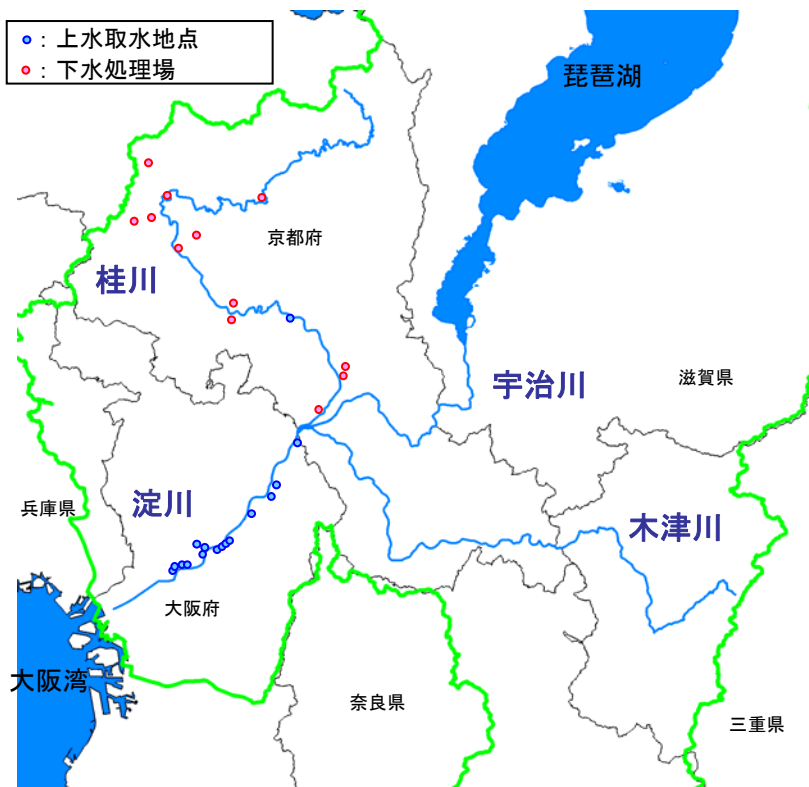 ：上水取水地点
：下水処理場
琵琶湖
京都府
桂川
宇治川
滋賀県
兵庫県
淀川
木津川
大阪府
大阪湾
奈良県
三重県